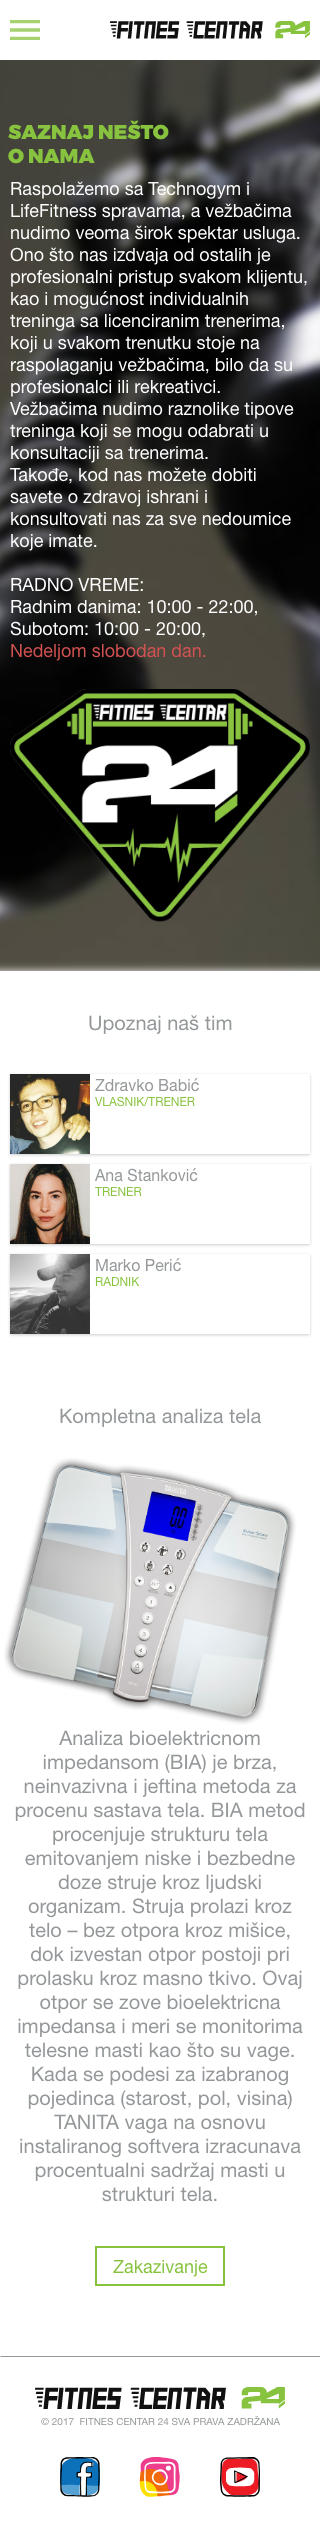 FITNES CENTAR 24
SAZNAJ NEŠTO
O NAMA
Raspolažemo sa Technogym i
LifeFitness spravama, a vežbačima
nudimo veoma širok spektar usluga.
Ono što nas izdvaja od ostalih je
profesionalni pristup svakom klijentu,
kao i mogućnost individualnih
treninga sa licenciranim trenerima,
koji u svakom trenutku stoje na
raspolaganju vežbačima, bilo da su
profesionalci ili rekreativci.
Vežbačima nudimo raznolike tipove
treninga koji se mogu odabrati u
konsultaciji sa trenerima.
Takođe, kod nas možete dobiti
savete o zdravoj ishrani i
konsultovati nas za sve nedoumice
koje imate.
RADNO VREME:
Radnim danima: 10:00 - 22:00,
Subotom: 10:00 - 20:00,
Nedeljom slobodan dan.
FITNES CENTAR
24
Upoznaj naš tim
Zdravko Babić
VLASNIK/TRENER
Ana Stanković
TRENER
Marko Perić
RADNIK
Kompletna analiza tela
TANITA
00
1
2
3
4
Analiza bioelektricnom
impedansom (BIA) je brza,
neinvazivna i jeftina metoda za
procenu sastava tela. BIA metod
procenjuje strukturu tela
emitovanjem niske i bezbedne
doze struje kroz ljudski
organizam. Struja prolazi kroz
telo – bez otpora kroz mišice,
dok izvestan otpor postoji pri
prolasku kroz masno tkivo. Ovaj
otpor se zove bioelektricna
impedansa i meri se monitorima
telesne masti kao što su vage.
Kada se podesi za izabranog
pojedinca (starost, pol, visina)
TANITA vaga na osnovu
instaliranog softvera izracunava
procentualni sadržaj masti u
strukturi tela.
Zakazivanje
FITNES CENTAR 24
© 2017 FITNES CENTAR 24 SVA PRAVA ZADRŽANA